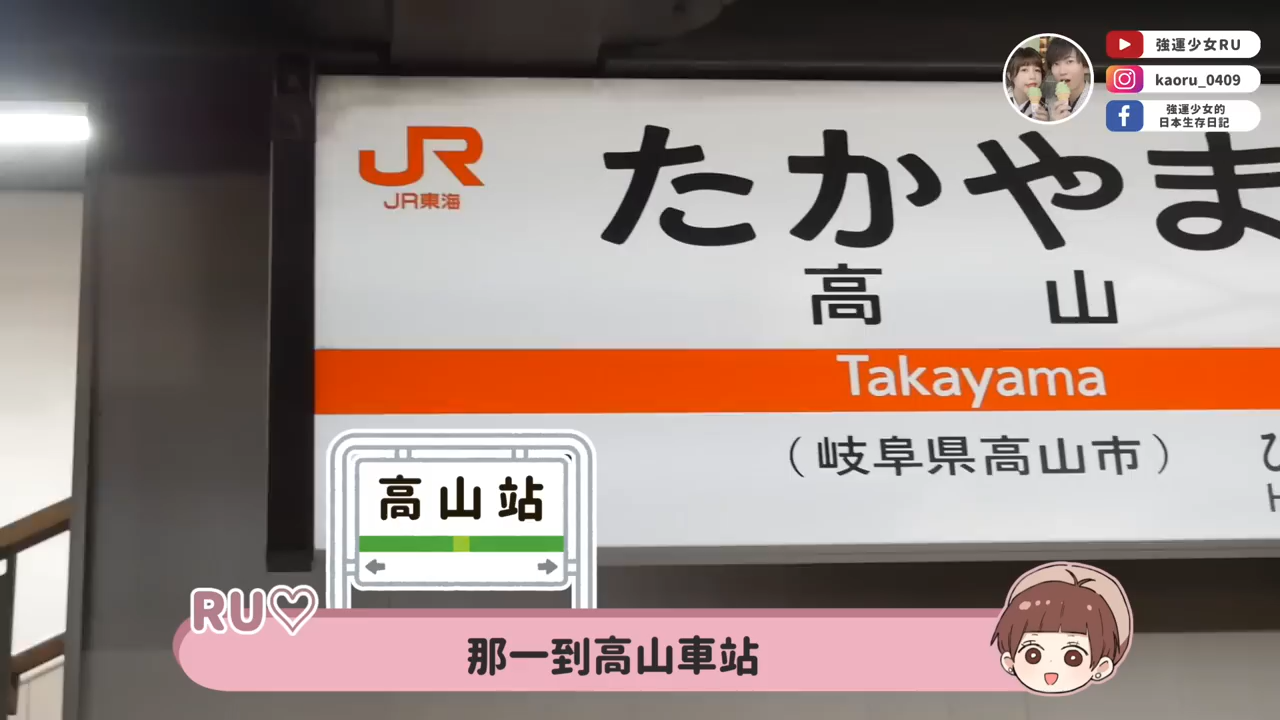 強運少女RU
kaoru_0409
強運少女的
日本生存日記
JR
JR東海
たかやま
高山
Takayama
（岐阜県高山市）
高山站
RU
那一到高山車站